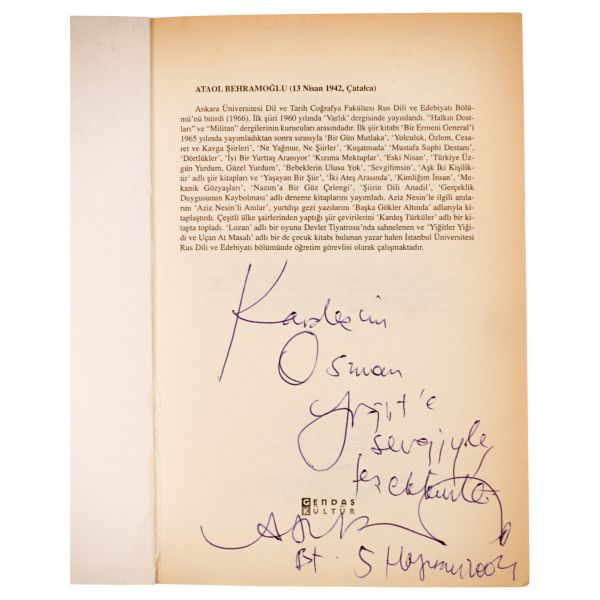 ATAOL BEHRAMOĞLU (13 Nisan 1942, Çatalca)
Ankara Üniversitesi Dil ve Tarih Coğrafya Fakültesi Rus Dili ve Edebiyatı Bölü-
mü'nü bitirdi (1966). İlk şiiri 1960 yılında 'Varlık' dergisinde yayınlandı. "Halkın Dost-
ları" ve "Militan" dergilerinin kurucuları arasındadır. İlk şiir kitabı 'Bir Ermeni General'i
1965 yılında yayımladıktan sonra sırasıyla 'Bir Gün Mutlaka', 'Yolculuk, Özlem, Cesa-
ret ve Kavga Şiirleri', 'Ne Yağmur, Ne Şiirler', 'Kuşatmada' 'Mustafa Suphi Destanı',
'Dörtlükler', 'İyi Bir Yurttaş Aranıyor' 'Kızıma Mektuplar', 'Eski Nisan', 'Türkiye Üz-
gün Yurdum, Güzel Yurdum', 'Bebeklerin Ulusu Yok', 'Sevgilimsin', 'Aşk İki Kişilik-
tir' adlı şiir kitapları ve 'Yaşayan Bir Şiir', 'İki Ateş Arasında', 'Kimliğim İnsan', 'Me-
kanik Gözyaşları', 'Nazım'a Bir Güz Çelengi', 'Şiirin Dili Anadil', 'Gerçeklik
Duygusunun Kaybolması' adlı deneme kitaplarını yayımladı. Aziz Nesin'le ilgili anıla-
rını 'Aziz Nesin'li Anılar', yurtdışı gezi yazılarını 'Başka Gökler Altında' adlarıyla ki-
taplaştırdı. Çeşitli ülke şairlerinden yaptığı şiir çevirilerini 'Kardeş Türküler' adlı bir ki-
tapta topladı. 'Lozan' adlı bir oyunu Devlet Tiyatrosu'nda sahnelenen ve 'Yiğitler Yiği-
di ve Uçan At Masalı' adlı bir de çocuk kitabı bulunan yazar halen İstanbul Üniversitesi
Rus Dili ve Edebiyatı bölümünde öğretim görevlisi olarak çalışmaktadır.
Kardeşim
Osman
Yiğit'e
sevgiyle,
teşekkürle
GENDAŞ
KÜLTÜR
5 Haziran 2004